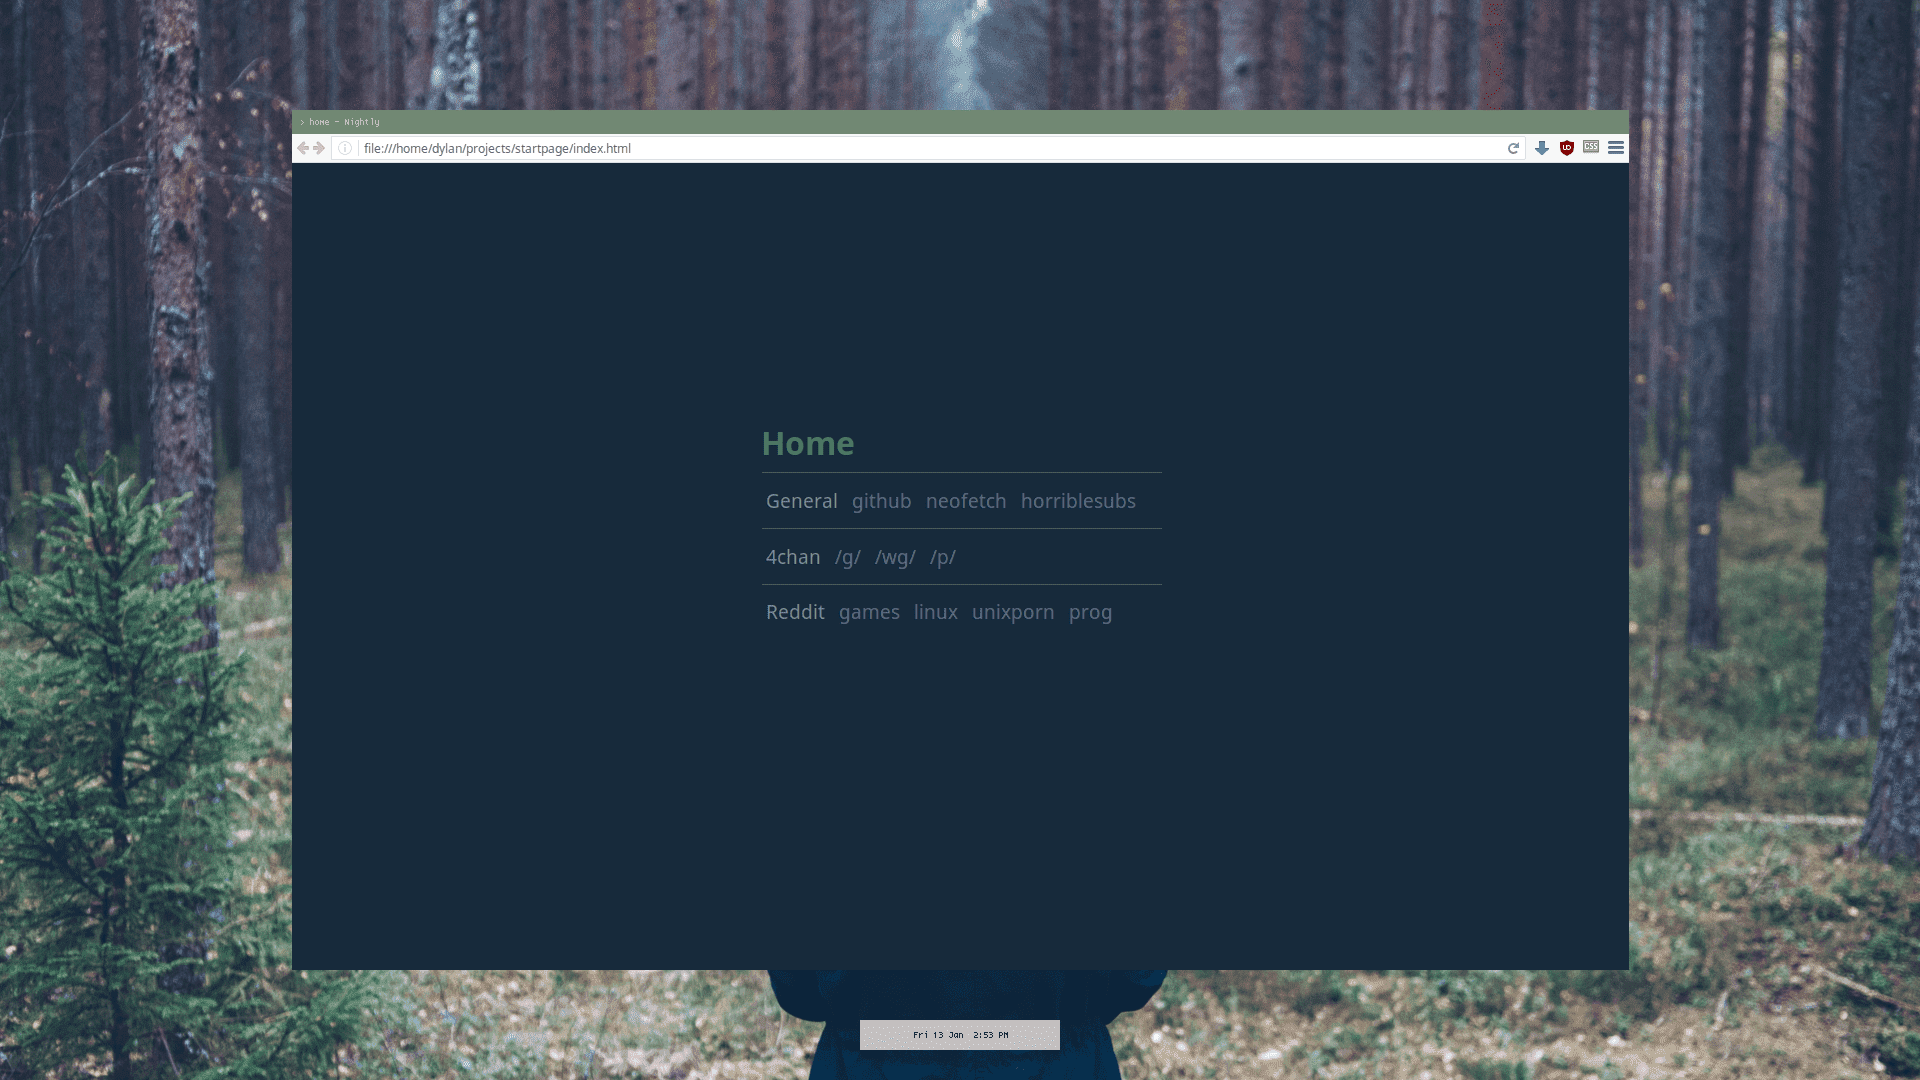 > home - Nightly
file:///home/dylan/projects/startpage/index.html
CSS
Home
General github neofetch horriblesubs
4chan /g/ /wg/ /p/
Reddit games linux unixporn prog
Fri 13 Jan 2:53 PM